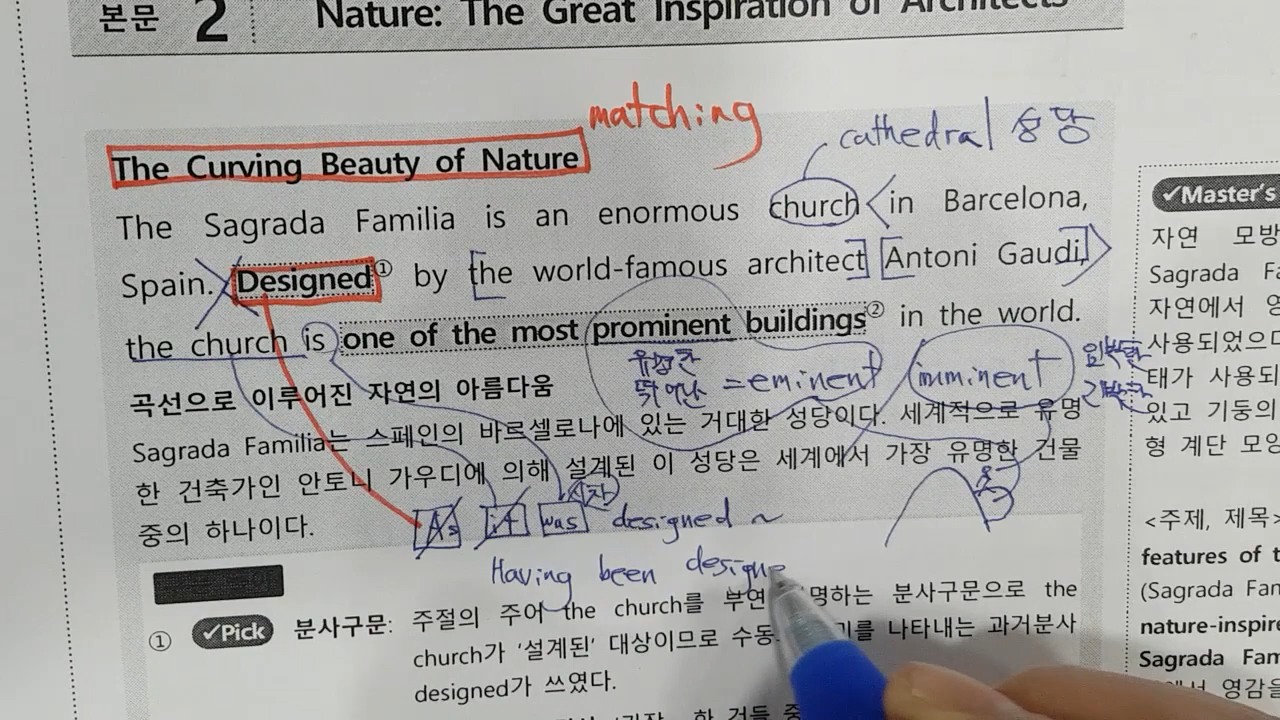 본문 2 Nature: The Great Inspiration of Architects
matching
cathedral 성당
The Curving Beauty of Nature
The Sagrada Familia is an enormous church in Barcelona,
Spain. Designed① by the world-famous architect Antoni Gaudi,
the church is one of the most prominent buildings② in the world.
유명한
뛰어난 = eminent
imminent
곡선으로 이루어진 자연의 아름다움
Sagrada Familia는 스페인의 바르셀로나에 있는 거대한 성당이다. 세계적으로 유명
한 건축가인 안토니 가우디에 의해 설계된 이 성당은 세계에서 가장 유명한 건물
중의 하나이다.
As it was designed ~
Having been designe
① ✓Pick 분사구문: 주절의 주어 the church를 부연 설명하는 분사구문으로 the
church가 '설계된' 대상이므로 수동의 를 나타내는 과거분사
designed가 쓰였다.
✓Master's
자연 모방
Sagrada Fa
자연에서 영
사용되었으
태가 사용되
있고 기둥의
형 계단 모양
<주제, 제목>
features of t
(Sagrada Fan
nature-inspire
Sagrada Fam
에서 영감을